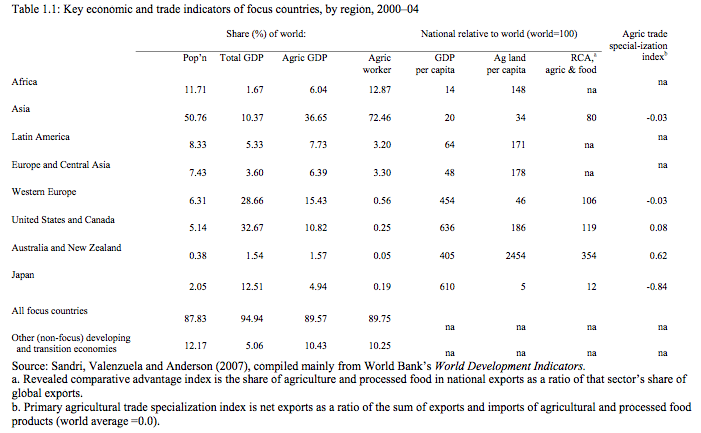 Table 1.1: Key economic and trade indicators of focus countries, by region, 2000–04
Share (%) of world: National relative to world (world=100) Agric trade special-ization index^b
Pop'n Total GDP Agric GDP Agric worker GDP per capita Ag land per capita RCA,^a agric & food
Africa 11.71 1.67 6.04 12.87 14 148 na na
Asia 50.76 10.37 36.65 72.46 20 34 80 -0.03
Latin America 8.33 5.33 7.73 3.20 64 171 na na
Europe and Central Asia 7.43 3.60 6.39 3.30 48 178 na na
Western Europe 6.31 28.66 15.43 0.56 454 46 106 -0.03
United States and Canada 5.14 32.67 10.82 0.25 636 186 119 0.08
Australia and New Zealand 0.38 1.54 1.57 0.05 405 2454 354 0.62
Japan 2.05 12.51 4.94 0.19 610 5 12 -0.84
All focus countries 87.83 94.94 89.57 89.75 na na na na
Other (non-focus) developing and transition economies 12.17 5.06 10.43 10.25 na na na na
Source: Sandri, Valenzuela and Anderson (2007), compiled mainly from World Bank's World Development Indicators.
a. Revealed comparative advantage index is the share of agriculture and processed food in national exports as a ratio of that sector's share of
global exports.
b. Primary agricultural trade specialization index is net exports as a ratio of the sum of exports and imports of agricultural and processed food
products (world average =0.0).